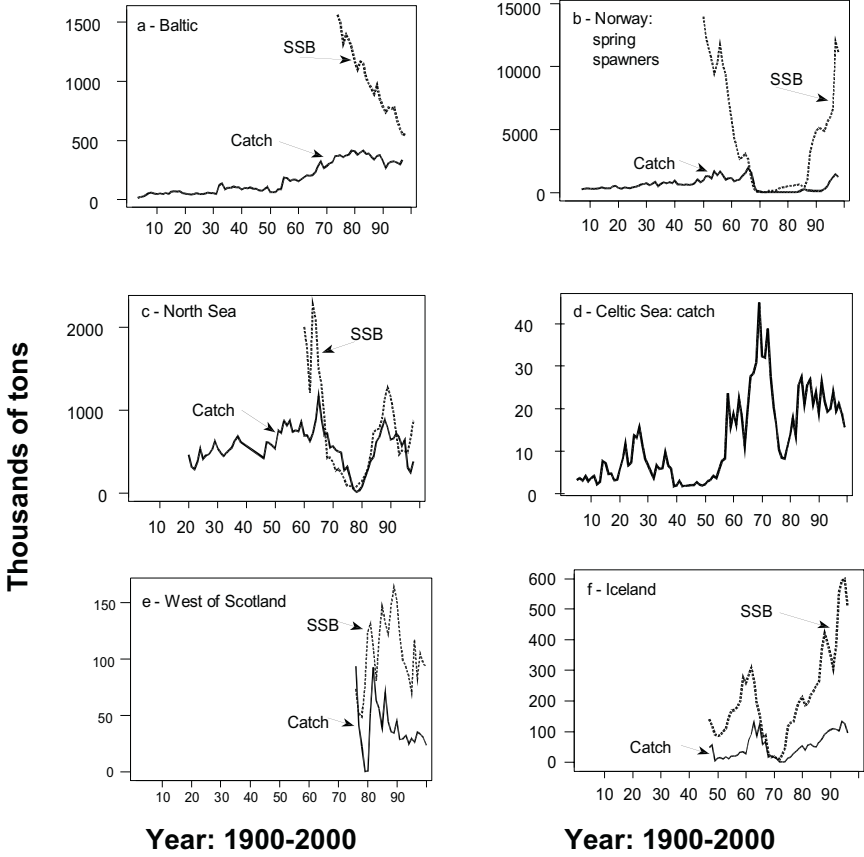 a - Baltic
1500
1000
500
0
SSB
Catch
10 20 30 40 50 60 70 80 90
b - Norway:
spring
spawners
15000
10000
5000
0
SSB
Catch
10 20 30 40 50 60 70 80 90
c - North Sea
2000
1000
0
SSB
Catch
10 20 30 40 50 60 70 80 90
d - Celtic Sea: catch
40
30
20
10
0
10 20 30 40 50 60 70 80 90
e - West of Scotland
150
100
50
0
SSB
Catch
10 20 30 40 50 60 70 80 90
f - Iceland
600
500
400
300
200
100
0
SSB
Catch
10 20 30 40 50 60 70 80 90
Thousands of tons
Year: 1900-2000
Year: 1900-2000